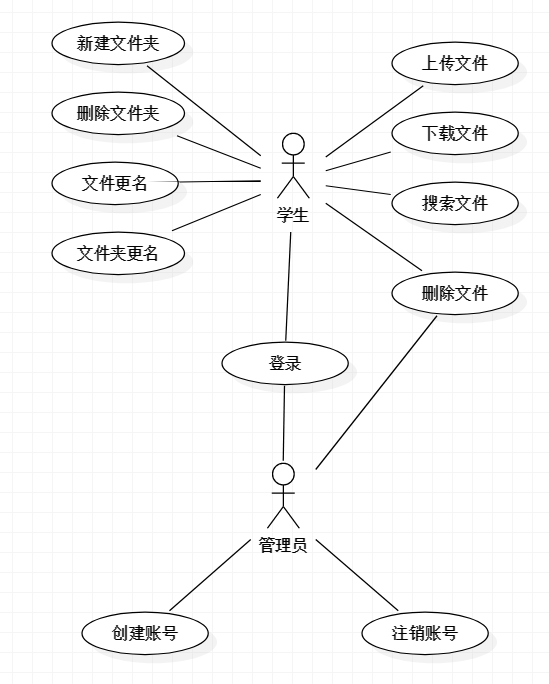 新建文件夹
上传文件
删除文件夹
下载文件
文件更名
搜索文件
学生
文件夹更名
删除文件
登录
管理员
创建账号
注销账号